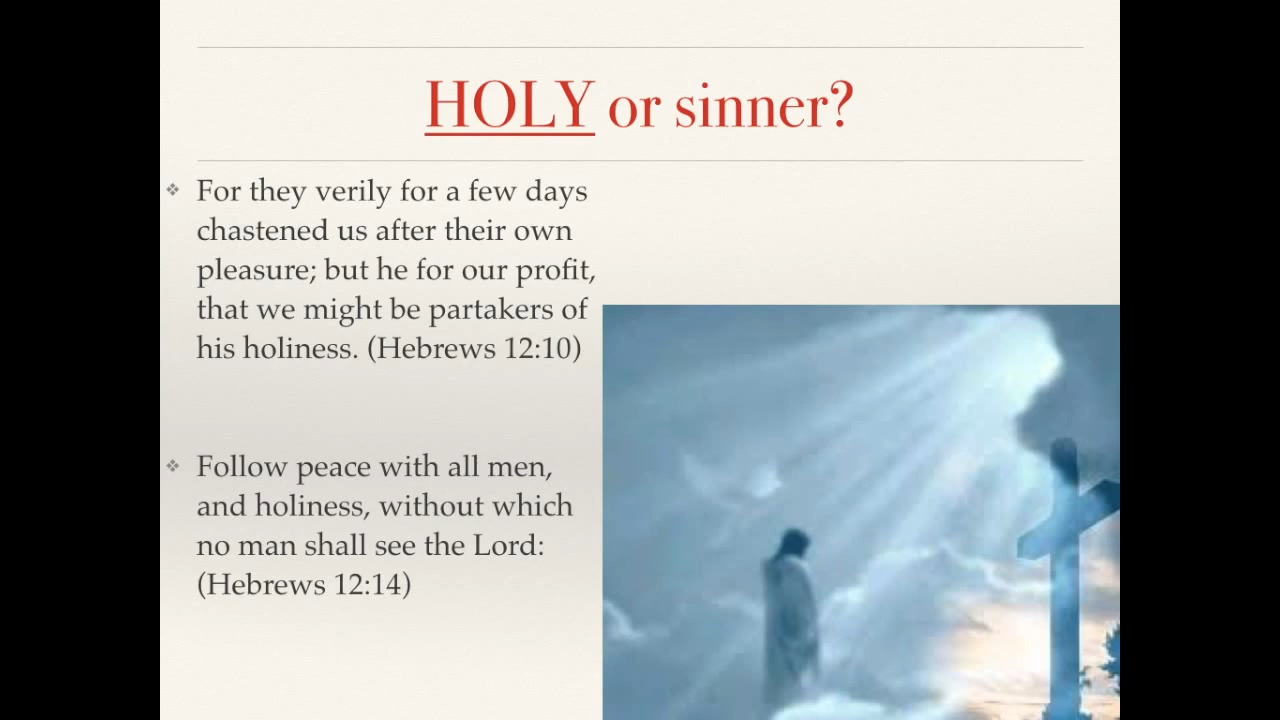 HOLY or sinner?
For they verily for a few days
chastened us after their own
pleasure; but he for our profit,
that we might be partakers of
his holiness. (Hebrews 12:10)
Follow peace with all men,
and holiness, without which
no man shall see the Lord:
(Hebrews 12:14)